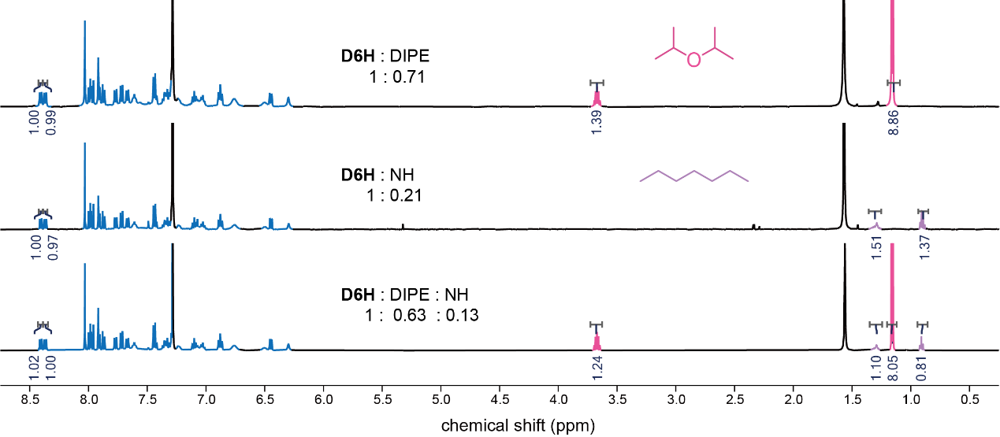 D6H : DIPE
1 : 0.71
O
1.00
0.99
1.39
8.86
D6H : NH
1 : 0.21
1.00
0.97
1.51
1.37
D6H : DIPE : NH
1 : 0.63 : 0.13
1.02
1.00
1.24
1.10
8.05
0.81
8.5 8.0 7.5 7.0 6.5 6.0 5.5 5.0 4.5 4.0 3.5 3.0 2.5 2.0 1.5 1.0 0.5
chemical shift (ppm)